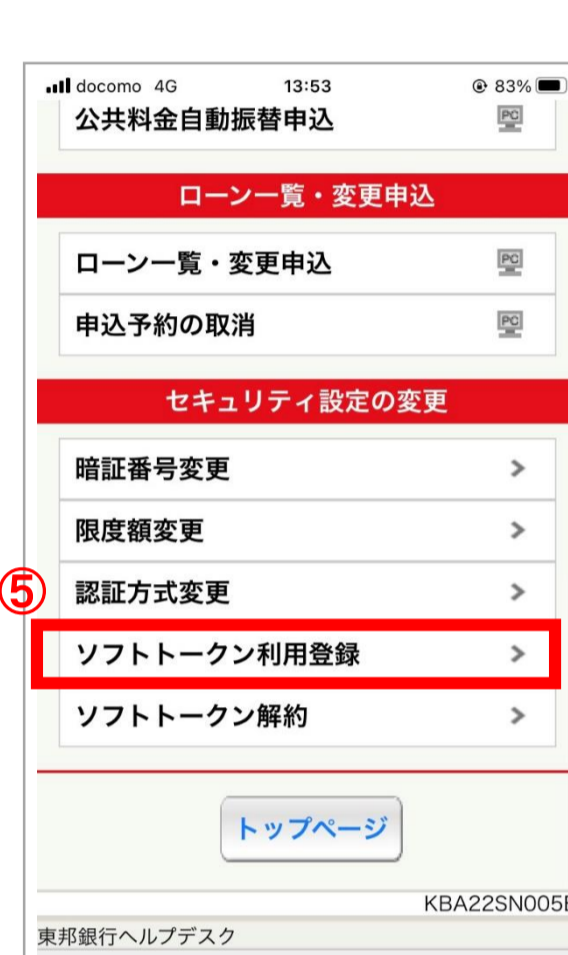 docomo 4G 13:53 83%
公共料金自動振替申込 PC
ローン一覧・変更申込
ローン一覧・変更申込 PC
申込予約の取消 PC
セキュリティ設定の変更
暗証番号変更 >
限度額変更 >
⑤ 認証方式変更 >
ソフトトークン利用登録 >
ソフトトークン解約 >
トップページ
KBA22SN005B
東邦銀行ヘルプデスク